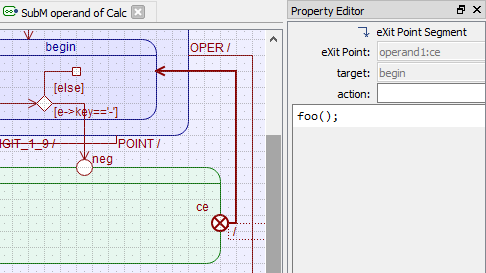 SubM operand of Calc
Property Editor
eXit Point Segment
eXit Point: operand1:ce
target: begin
action:
foo();
begin
OPER /
[else]
[e->key=='-']
IGIT_1_9 /
POINT /
neg
ce
/